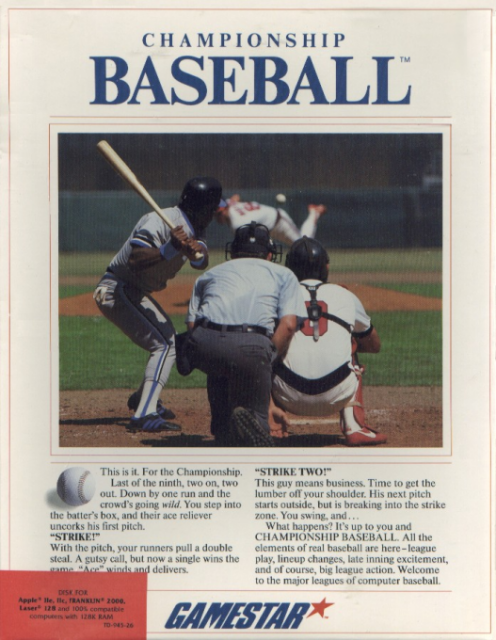 CHAMPIONSHIP
BASEBALL™
This is it. For the Championship.
Last of the ninth, two on, two
out. Down by one run and the
crowd's going wild. You step into
the batter's box, and their ace reliever
uncorks his first pitch.
"STRIKE!"
With the pitch, your runners pull a double
steal. A gutsy call, but now a single wins the
game. "Ace" winds and delivers.
"STRIKE TWO!"
This guy means business. Time to get the
lumber off your shoulder. His next pitch
starts outside, but is breaking into the strike
zone. You swing, and...
What happens? It's up to you and
CHAMPIONSHIP BASEBALL. All the
elements of real baseball are here–league
play, lineup changes, late inning excitement,
and of course, big league action. Welcome
to the major leagues of computer baseball.
DISK FOR
Apple® IIe, IIc, FRANKLIN® 2000,
Laser® 128 and 100% compatible
computers with 128K RAM
GAMESTAR